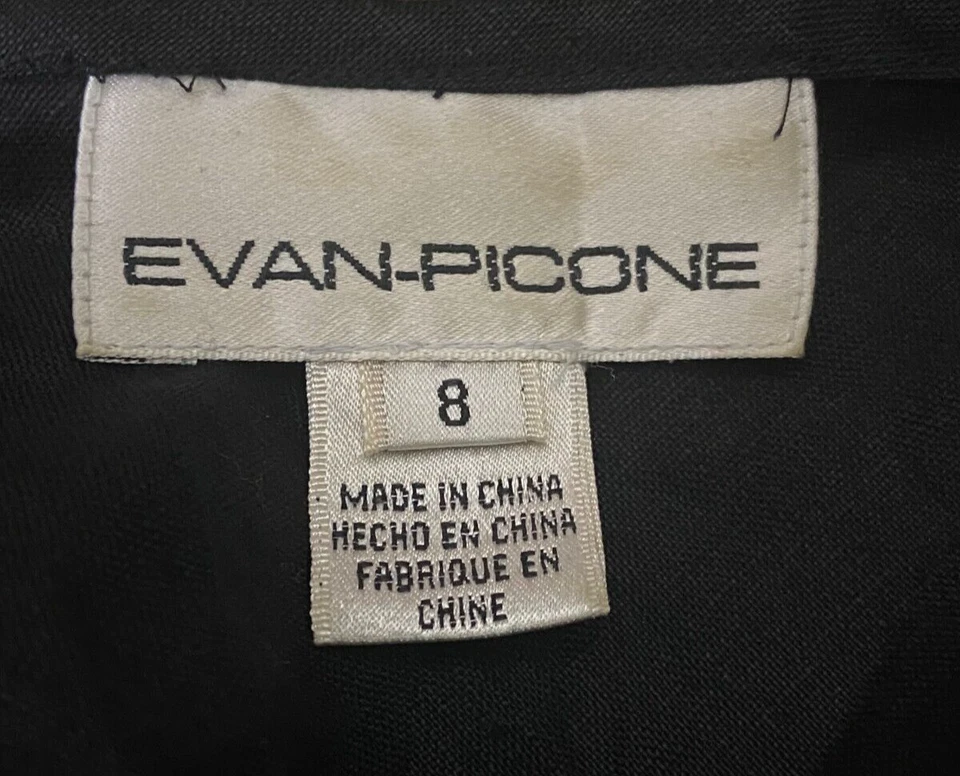 EVAN-PICONE
8
MADE IN CHINA
HECHO EN CHINA
FABRIQUE EN
CHINE